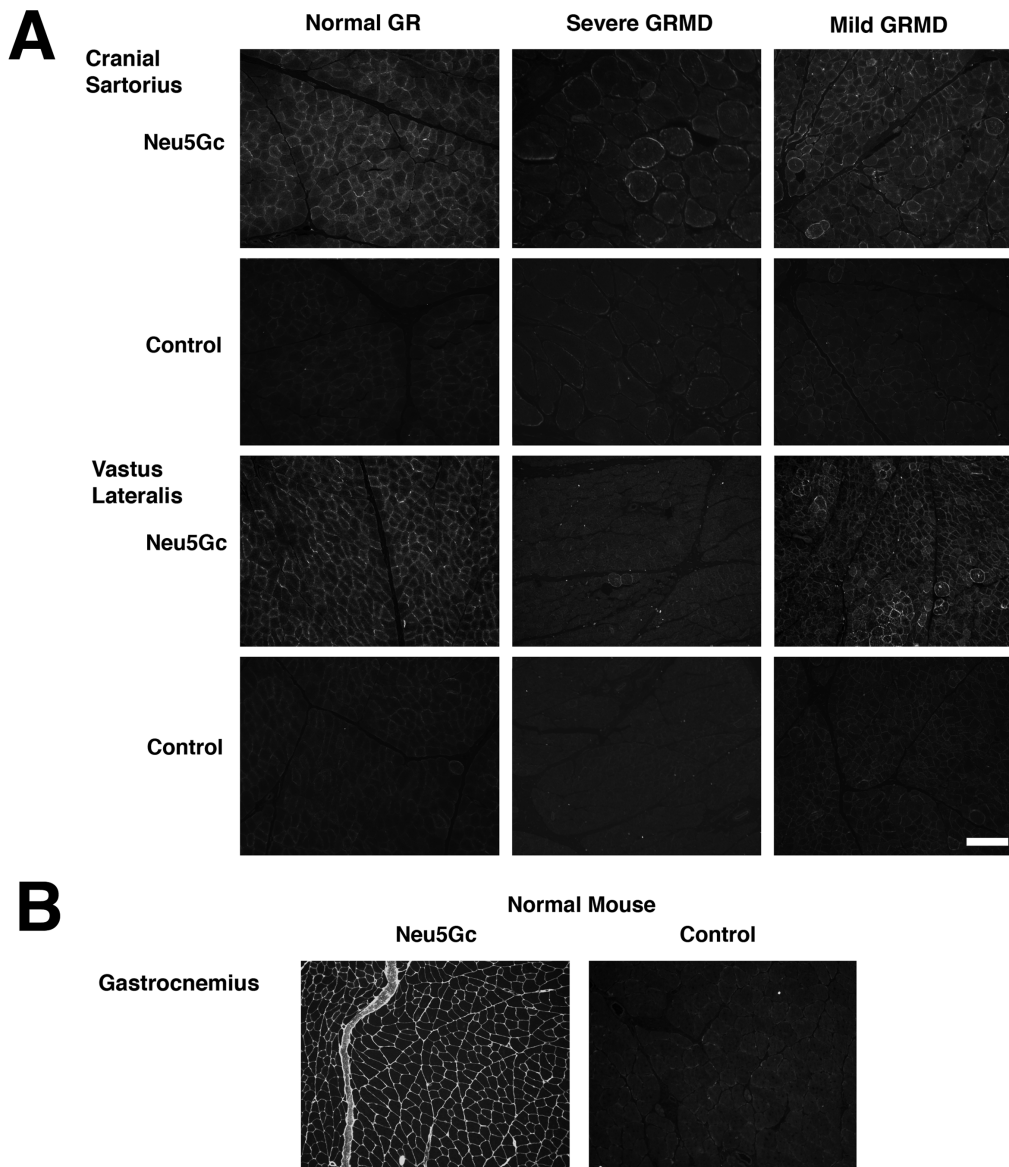 A
Normal GR
Severe GRMD
Mild GRMD
Cranial
Sartorius
Neu5Gc
Control
Vastus
Lateralis
Neu5Gc
Control
B
Normal Mouse
Neu5Gc
Control
Gastrocnemius